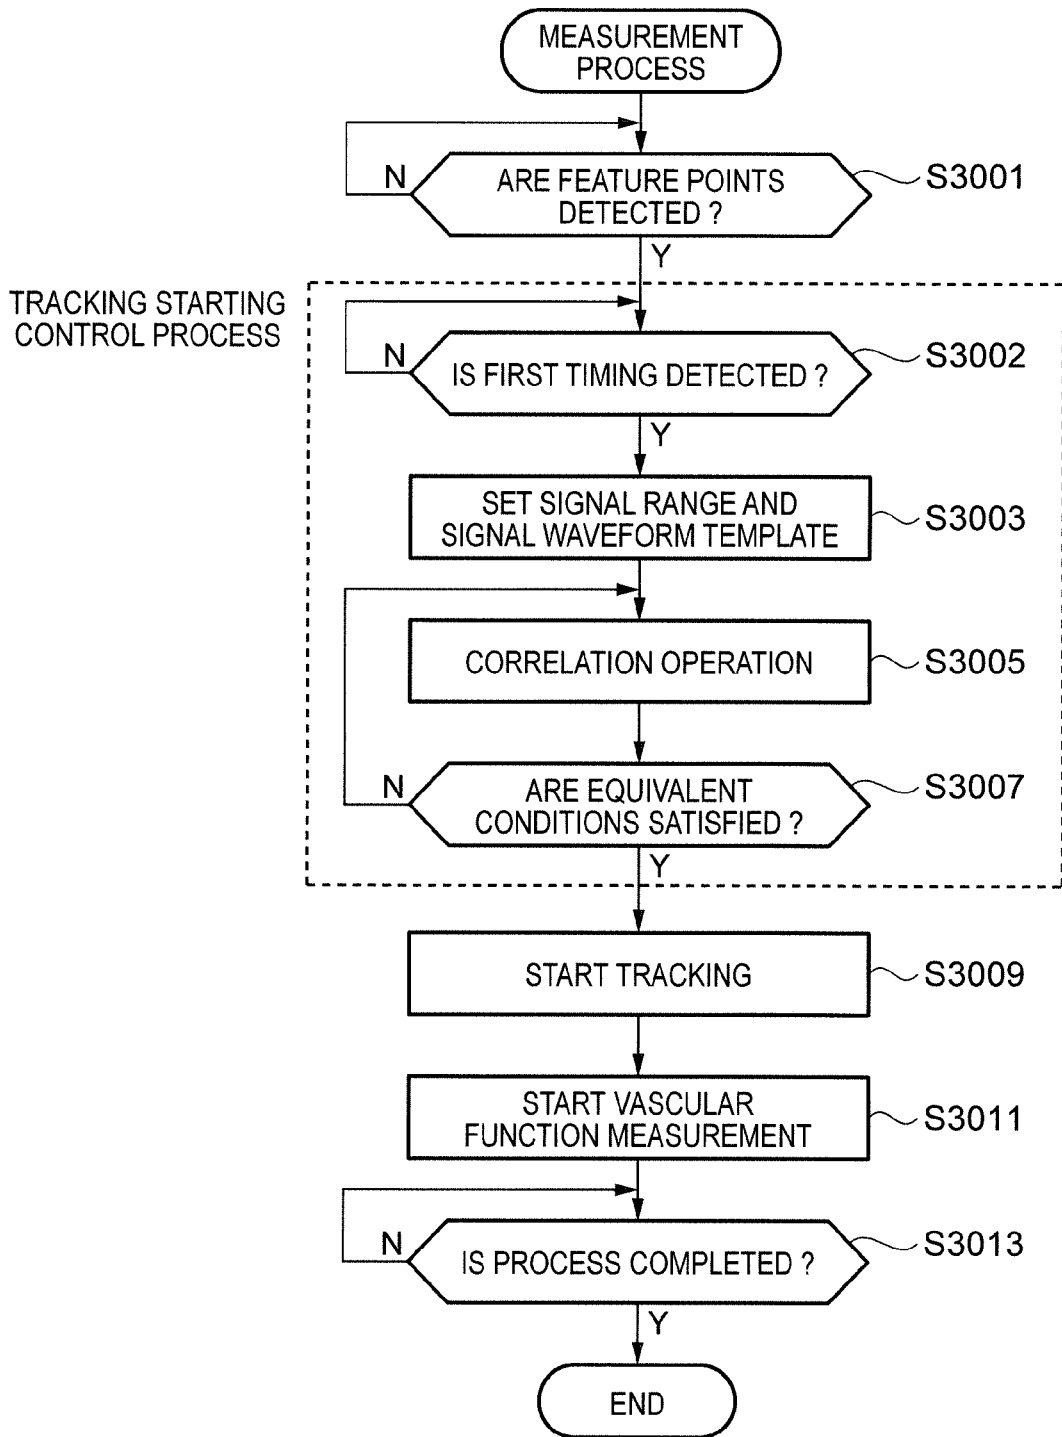 MEASUREMENT
PROCESS
N
ARE FEATURE POINTS
DETECTED ?
S3001
Y
TRACKING STARTING
CONTROL PROCESS
N
IS FIRST TIMING DETECTED ?
S3002
Y
SET SIGNAL RANGE AND
SIGNAL WAVEFORM TEMPLATE
S3003
CORRELATION OPERATION
S3005
N
ARE EQUIVALENT
CONDITIONS SATISFIED ?
S3007
Y
START TRACKING
S3009
START VASCULAR
FUNCTION MEASUREMENT
S3011
N
IS PROCESS COMPLETED ?
S3013
Y
END